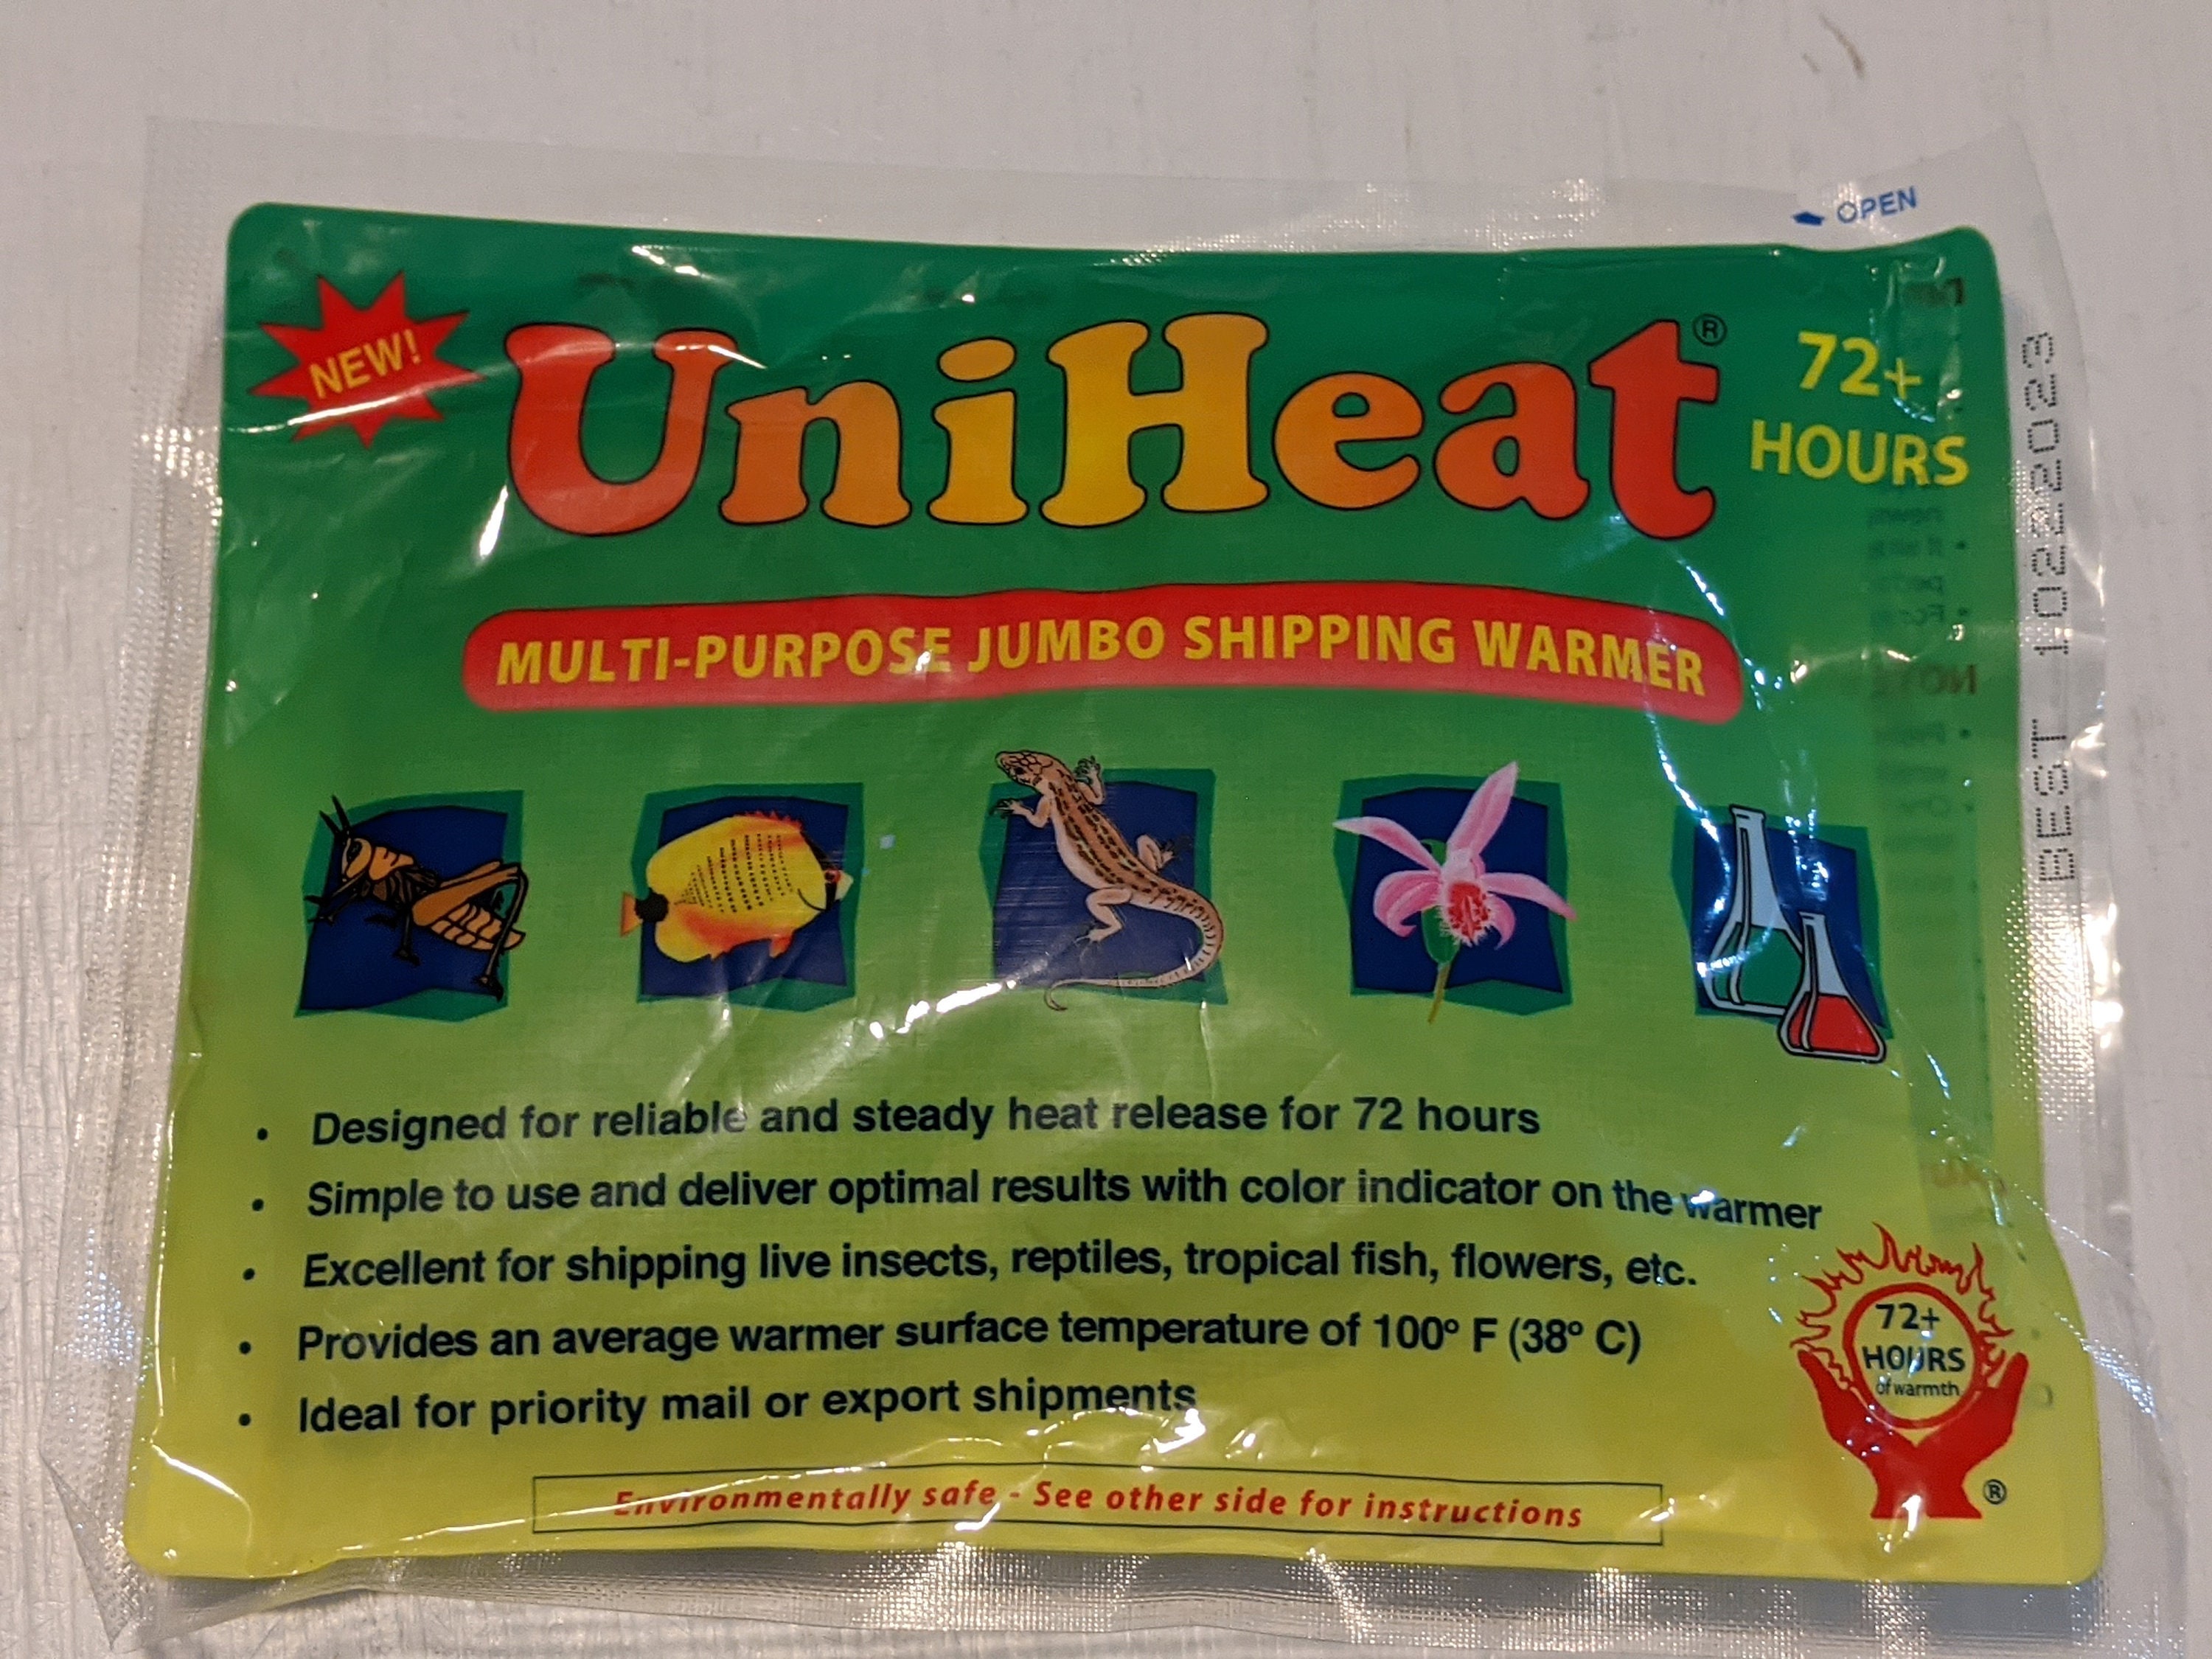 OPEN
NEW!
UniHeat®
72+
HOURS
MULTI-PURPOSE JUMBO SHIPPING WARMER
BEST 10222023
• Designed for reliable and steady heat release for 72 hours
• Simple to use and deliver optimal results with color indicator on the warmer
• Excellent for shipping live insects, reptiles, tropical fish, flowers, etc.
• Provides an average warmer surface temperature of 100° F (38° C)
• Ideal for priority mail or export shipments
72+
HOURS
of warmth
®
Environmentally safe - See other side for instructions